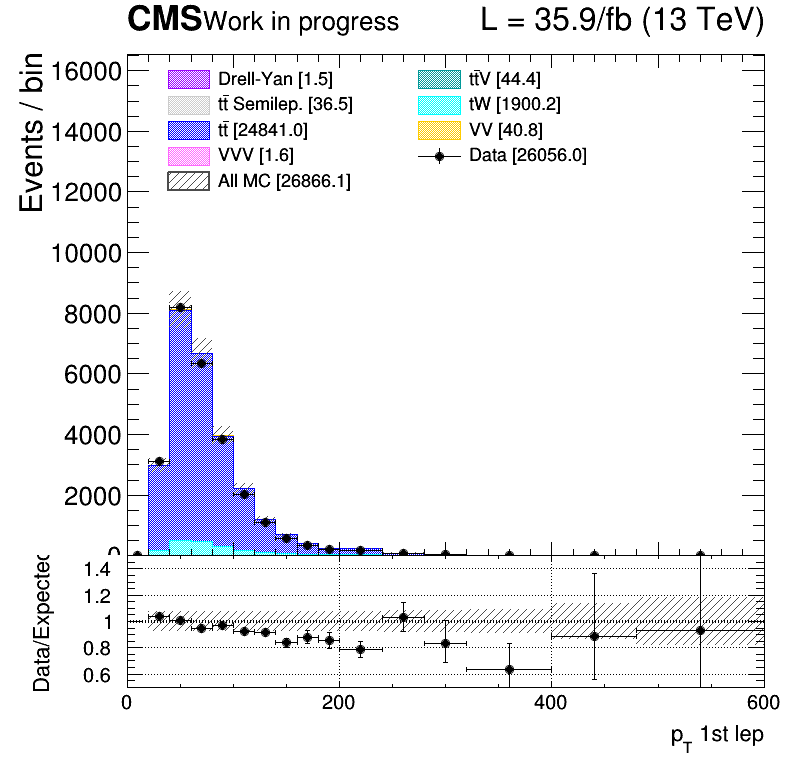 CMS Work in progress L = 35.9/fb (13 TeV)
Events / bin
16000
14000
12000
10000
8000
6000
4000
2000
0
Drell-Yan [1.5]
tt̄ Semilep. [36.5]
tt̄ [24841.0]
VVV [1.6]
All MC [26866.1]
tt̄V [44.4]
tW [1900.2]
VV [40.8]
Data [26056.0]
Data/Expected
1.4
1.2
1
0.8
0.6
0 200 400 600
p_T 1st lep